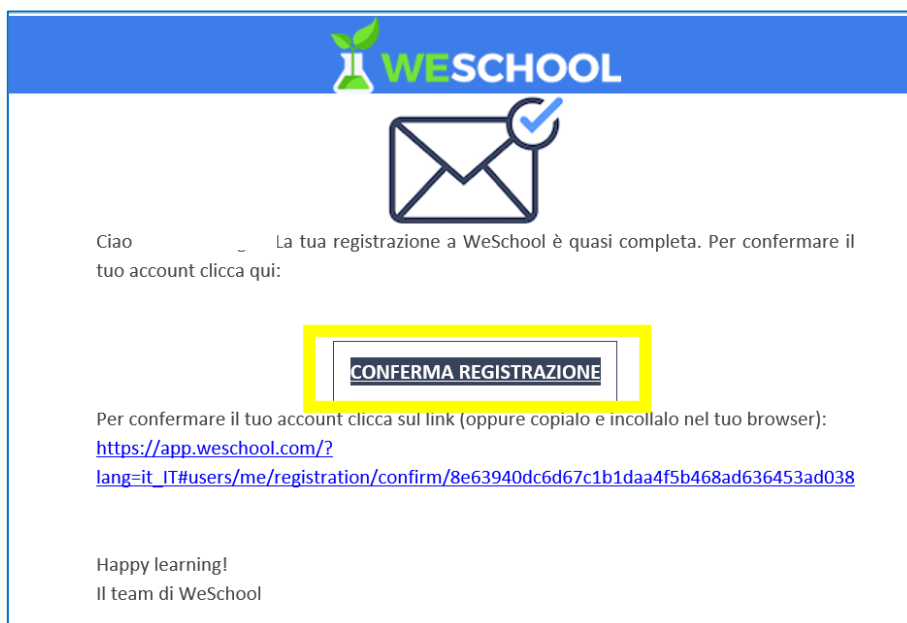 WESCHOOL
Ciao La tua registrazione a WeSchool è quasi completa. Per confermare il
tuo account clicca qui:
CONFERMA REGISTRAZIONE
Per confermare il tuo account clicca sul link (oppure copialo e incollalo nel tuo browser):
https://app.weschool.com/?
lang=it_IT#users/me/registration/confirm/8e63940dc6d67c1b1daa4f5b468ad636453ad038
Happy learning!
Il team di WeSchool